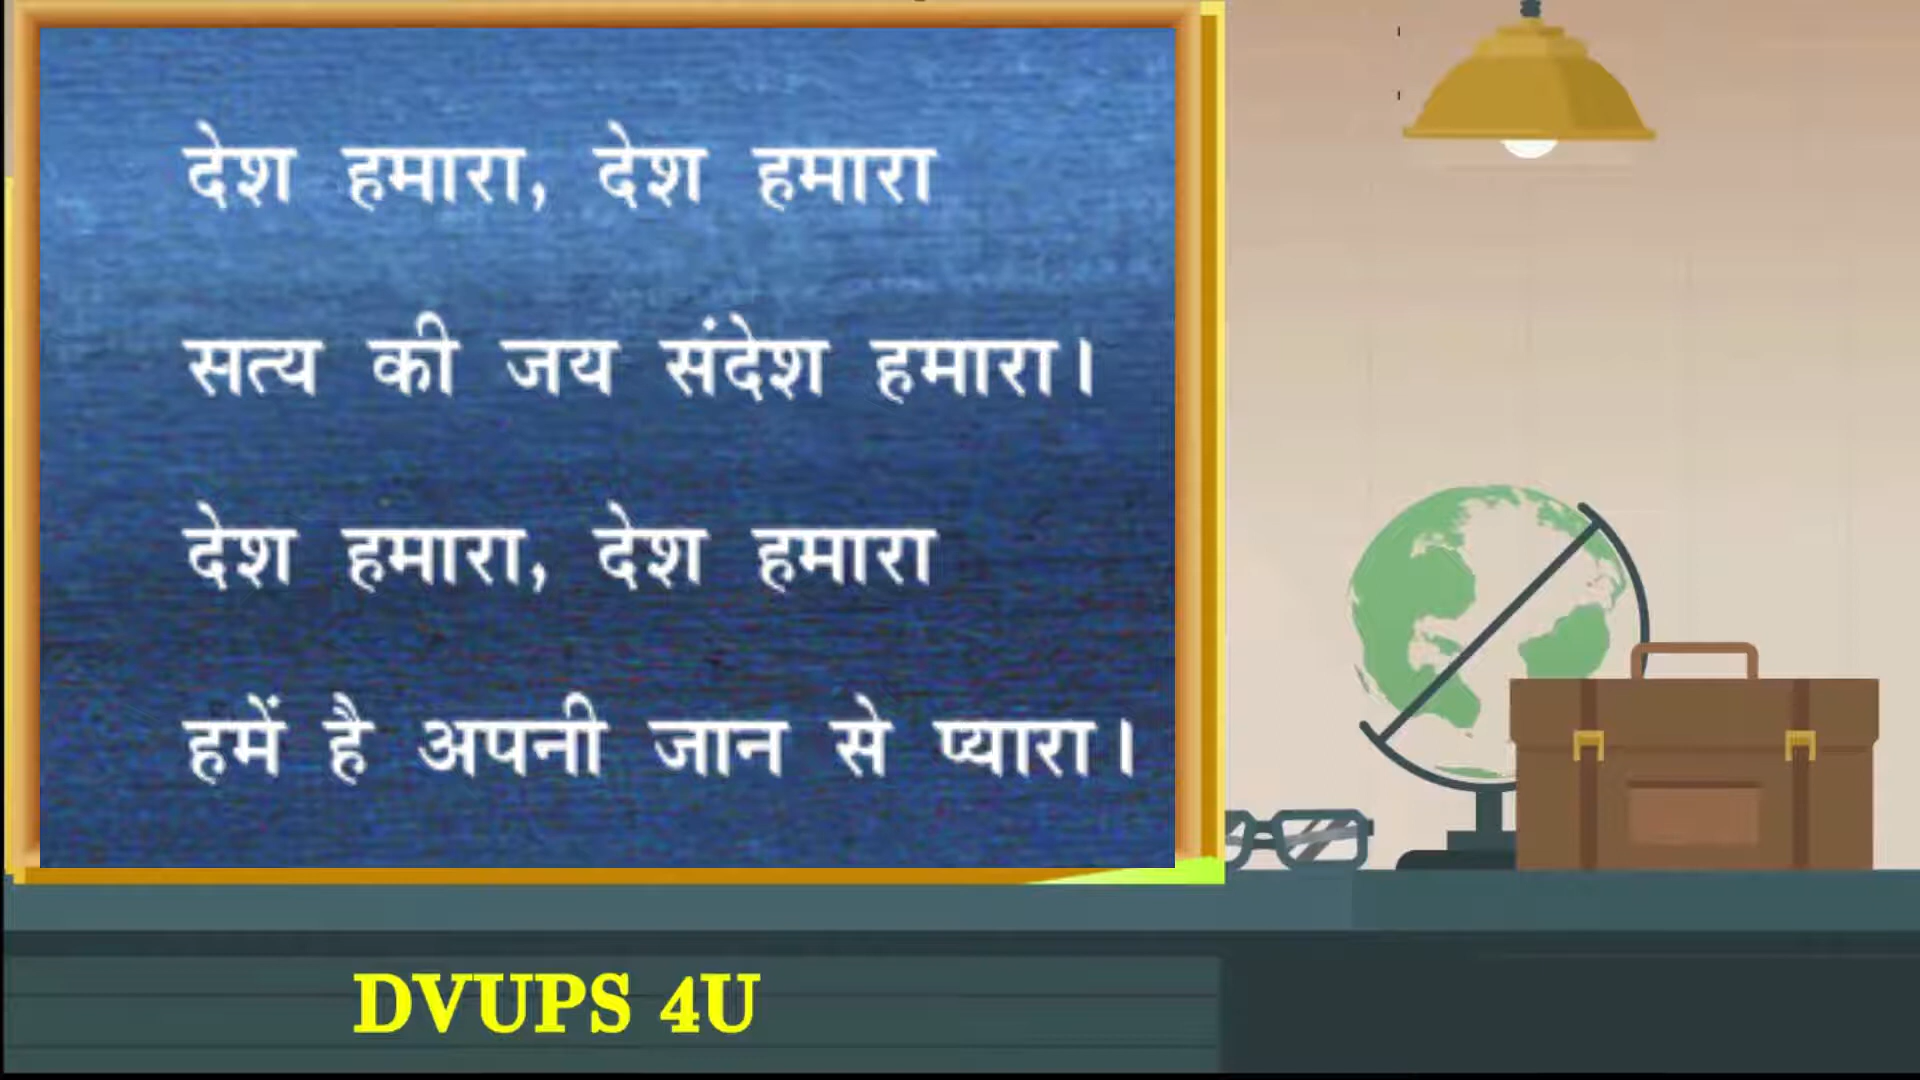 देश हमारा, देश हमारा
सत्य की जय संदेश हमारा।
देश हमारा, देश हमारा
हमें है अपनी जान से प्यारा।
DVUPS 4U